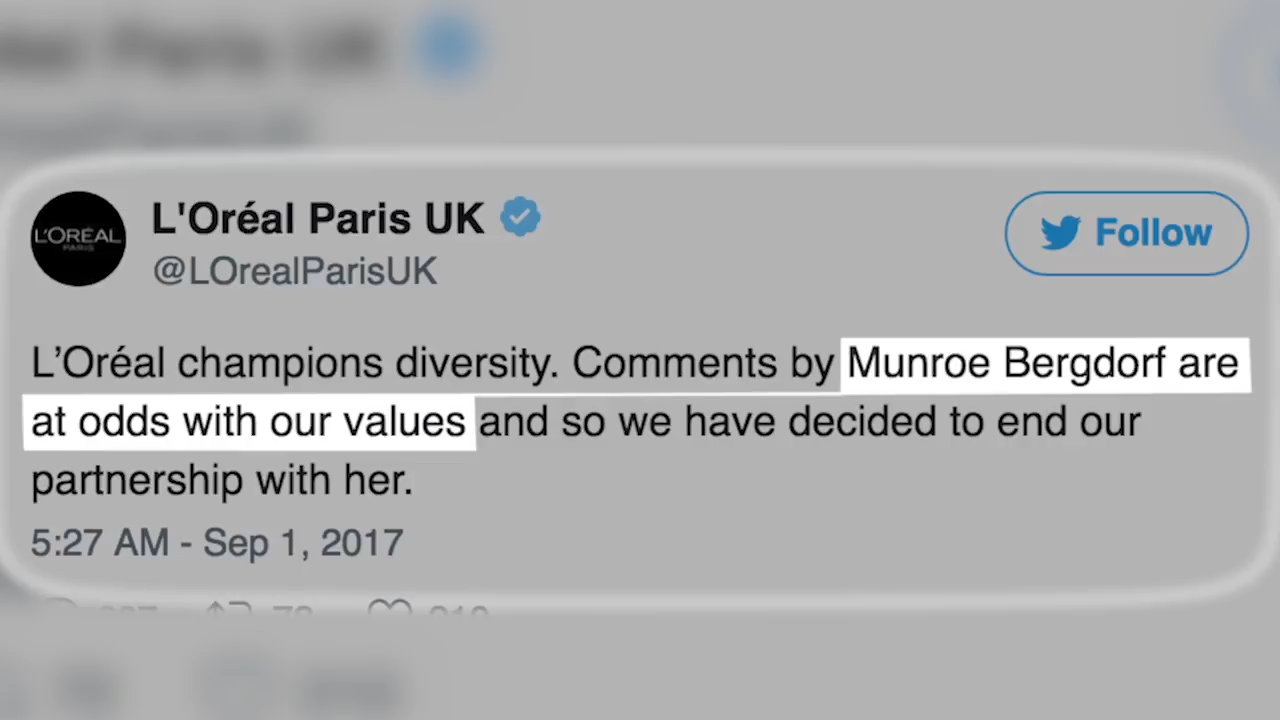 L'ORÉAL
PARIS
L'Oréal Paris UK
@LOrealParisUK
Follow
L’Oréal champions diversity. Comments by Munroe Bergdorf are
at odds with our values and so we have decided to end our
partnership with her.
5:27 AM - Sep 1, 2017